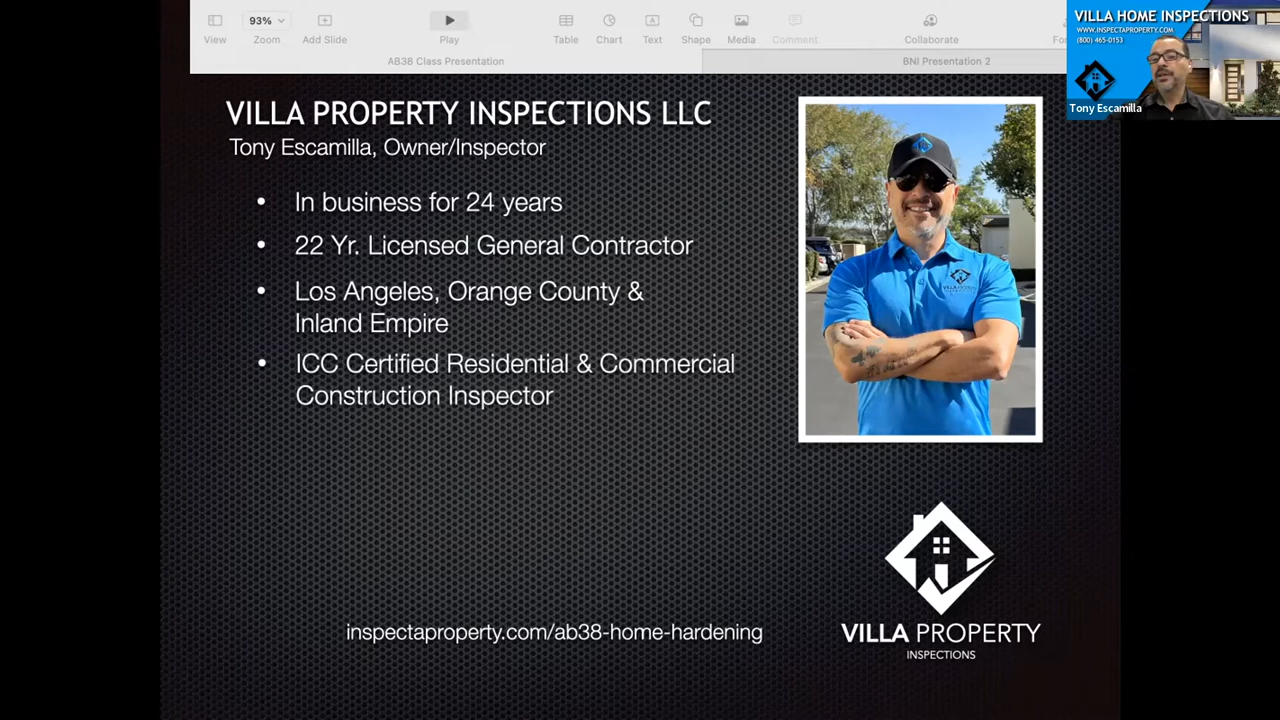 93%
View
Zoom
Add Slide
Play
Table
Chart
Text
Shape
Media
Comment
Collaborate
AB38 Class Presentation
BNI Presentation 2
VILLA HOME INSPECTIONS
WWW.INSPECTAPROPERTY.COM
(800) 465-0153
Tony Escamilla
VILLA PROPERTY INSPECTIONS LLC
Tony Escamilla, Owner/Inspector
• In business for 24 years
• 22 Yr. Licensed General Contractor
• Los Angeles, Orange County &
Inland Empire
• ICC Certified Residential & Commercial
Construction Inspector
inspectaproperty.com/ab38-home-hardening
VILLA PROPERTY
INSPECTIONS